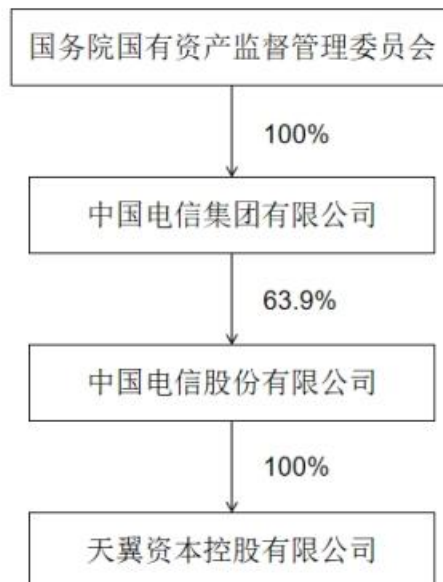 国务院国有资产监督管理委员会
100%
中国电信集团有限公司
63.9%
中国电信股份有限公司
100%
天翼资本控股有限公司